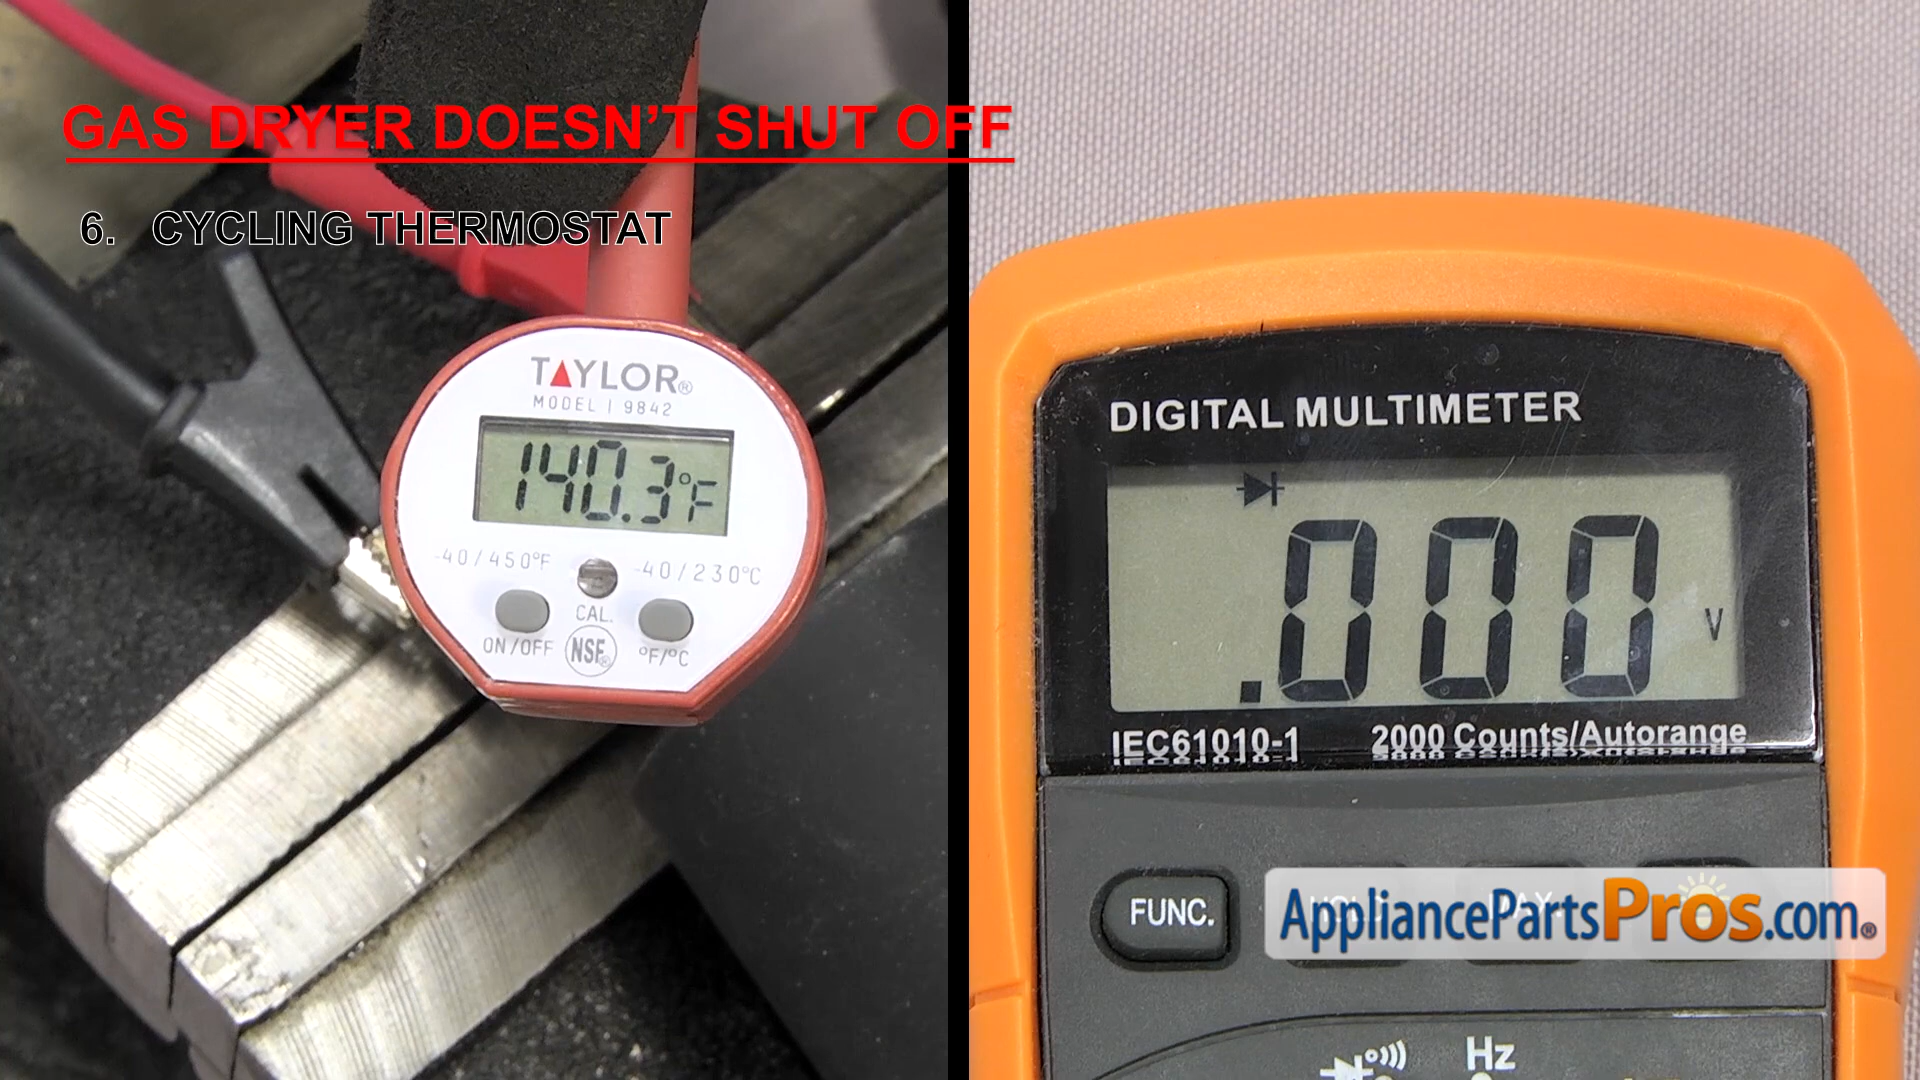 GAS DRYER DOESN'T SHUT OFF
6. CYCLING THERMOSTAT
TAYLOR®
MODEL | 9842
140.3°F
-40/450°F
-40/230°C
CAL.
ON/OFF
NSF®
°F/°C
DIGITAL MULTIMETER
.000
V
IEC61010-1
2000 Counts/Autorange
FUNC.
AppliancePartsPros.com®
Hz